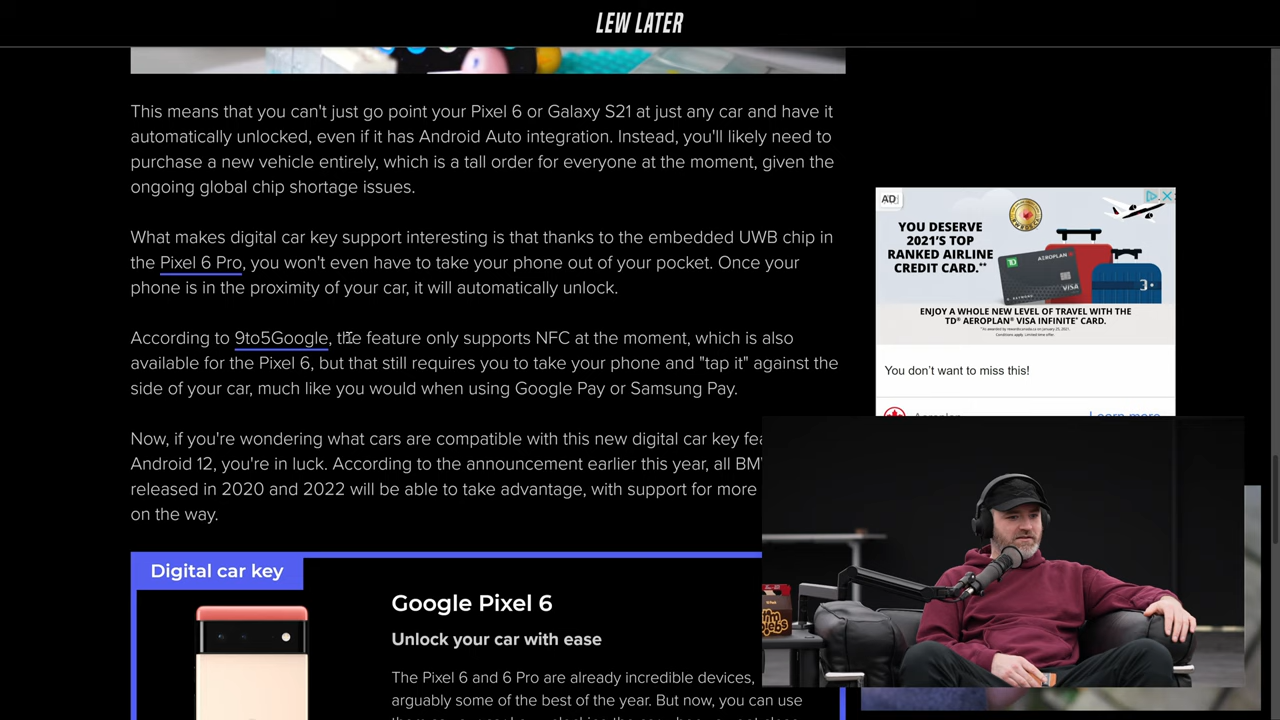 LEW LATER
This means that you can't just go point your Pixel 6 or Galaxy S21 at just any car and have it
automatically unlocked, even if it has Android Auto integration. Instead, you'll likely need to
purchase a new vehicle entirely, which is a tall order for everyone at the moment, given the
ongoing global chip shortage issues.
What makes digital car key support interesting is that thanks to the embedded UWB chip in
the Pixel 6 Pro, you won't even have to take your phone out of your pocket. Once your
phone is in the proximity of your car, it will automatically unlock.
According to 9to5Google, the feature only supports NFC at the moment, which is also
available for the Pixel 6, but that still requires you to take your phone and "tap it" against the
side of your car, much like you would when using Google Pay or Samsung Pay.
Now, if you're wondering what cars are compatible with this new digital car key fea
Android 12, you're in luck. According to the announcement earlier this year, all BM
released in 2020 and 2022 will be able to take advantage, with support for more
on the way.
Digital car key
Google Pixel 6
Unlock your car with ease
The Pixel 6 and 6 Pro are already incredible devices,
arguably some of the best of the year. But now, you can use
AD
YOU DESERVE
2021'S TOP
RANKED AIRLINE
CREDIT CARD.**
TD
AEROPLAN
VISA
ENJOY A WHOLE NEW LEVEL OF TRAVEL WITH THE
TD® AEROPLAN® VISA INFINITE* CARD.
You don't want to miss this!
Aeroplan
Learn more